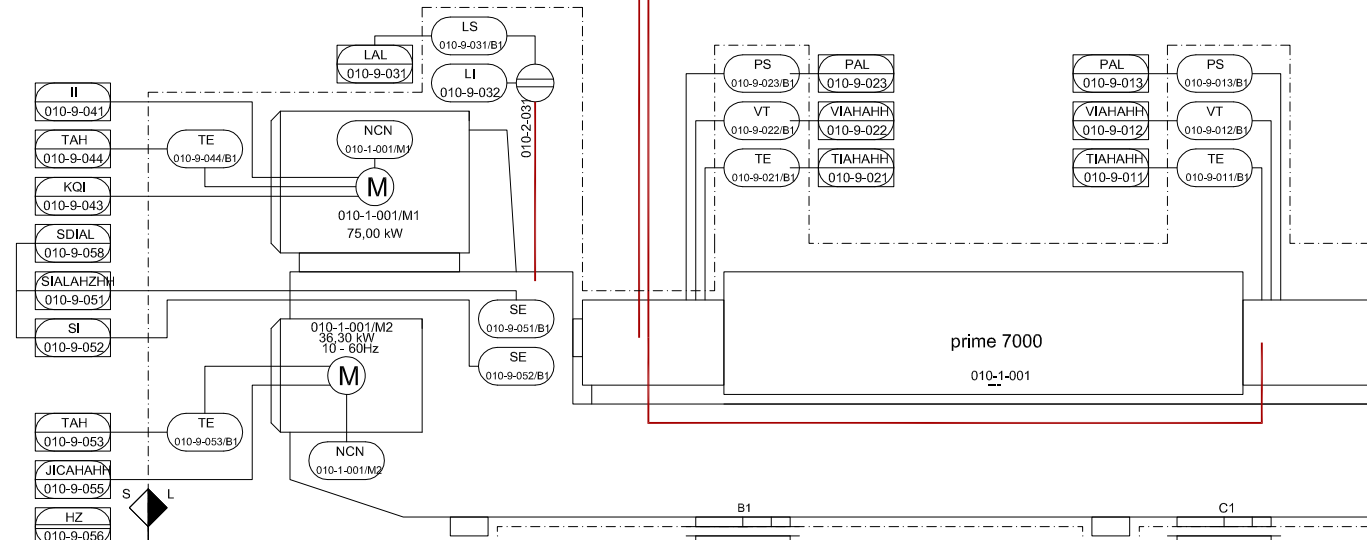 LS
010-9-031/B1
LAL
010-9-031
LI
010-9-032
010-2-031
II
010-9-041
TAH
010-9-044
TE
010-9-044/B1
KQI
010-9-043
SDIAL
010-9-058
SIALAHZHH
010-9-051
SI
010-9-052
NCN
010-1-001/M1
M
010-1-001/M1
75,00 kW
010-1-001/M2
36,30 kW
10 - 60Hz
M
NCN
010-1-001/M2
SE
010-9-051/B1
SE
010-9-052/B1
TAH
010-9-053
TE
010-9-053/B1
JICAHAHH
010-9-055
HZ
010-9-056
S
L
PS
010-9-023/B1
PAL
010-9-023
VT
010-9-022/B1
VIAHAHH
010-9-022
TE
010-9-021/B1
TIAHAHH
010-9-021
PAL
010-9-013
PS
010-9-013/B1
VIAHAHH
010-9-012
VT
010-9-012/B1
TIAHAHH
010-9-011
TE
010-9-011/B1
prime 7000
010-1-001
B1
C1